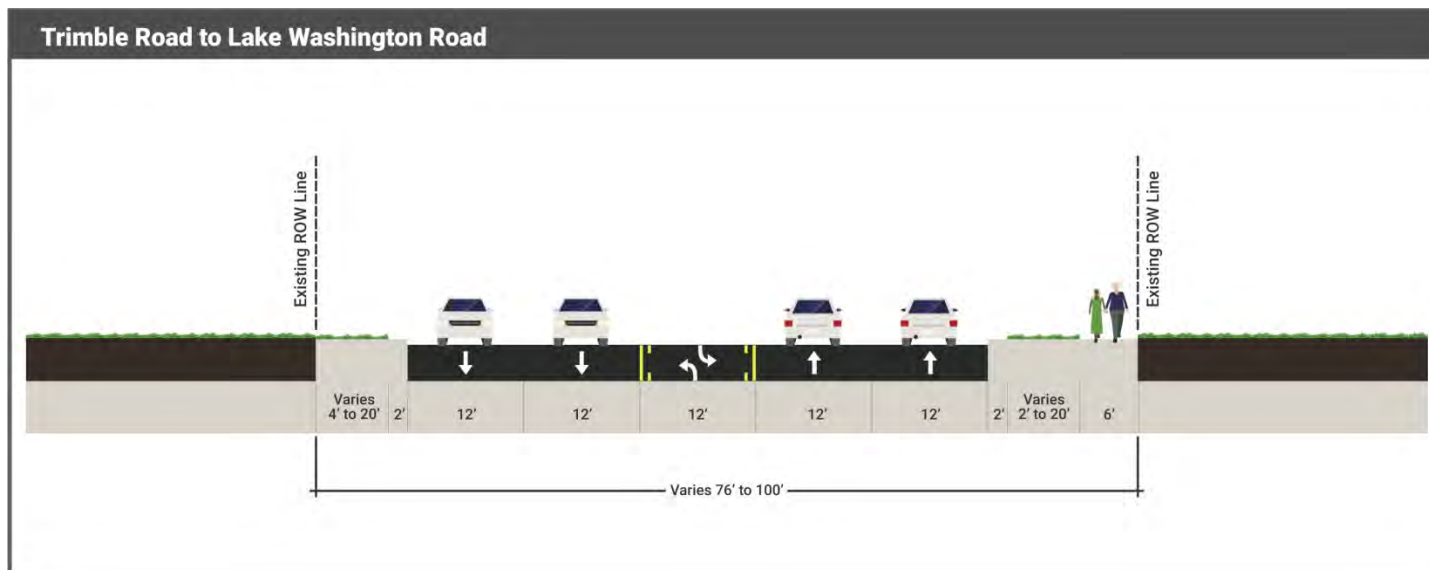 Trimble Road to Lake Washington Road
Existing ROW Line
Existing ROW Line
Varies
4' to 20'
2'
12'
12'
12'
12'
12'
2'
Varies
2' to 20'
6'
Varies 76' to 100'